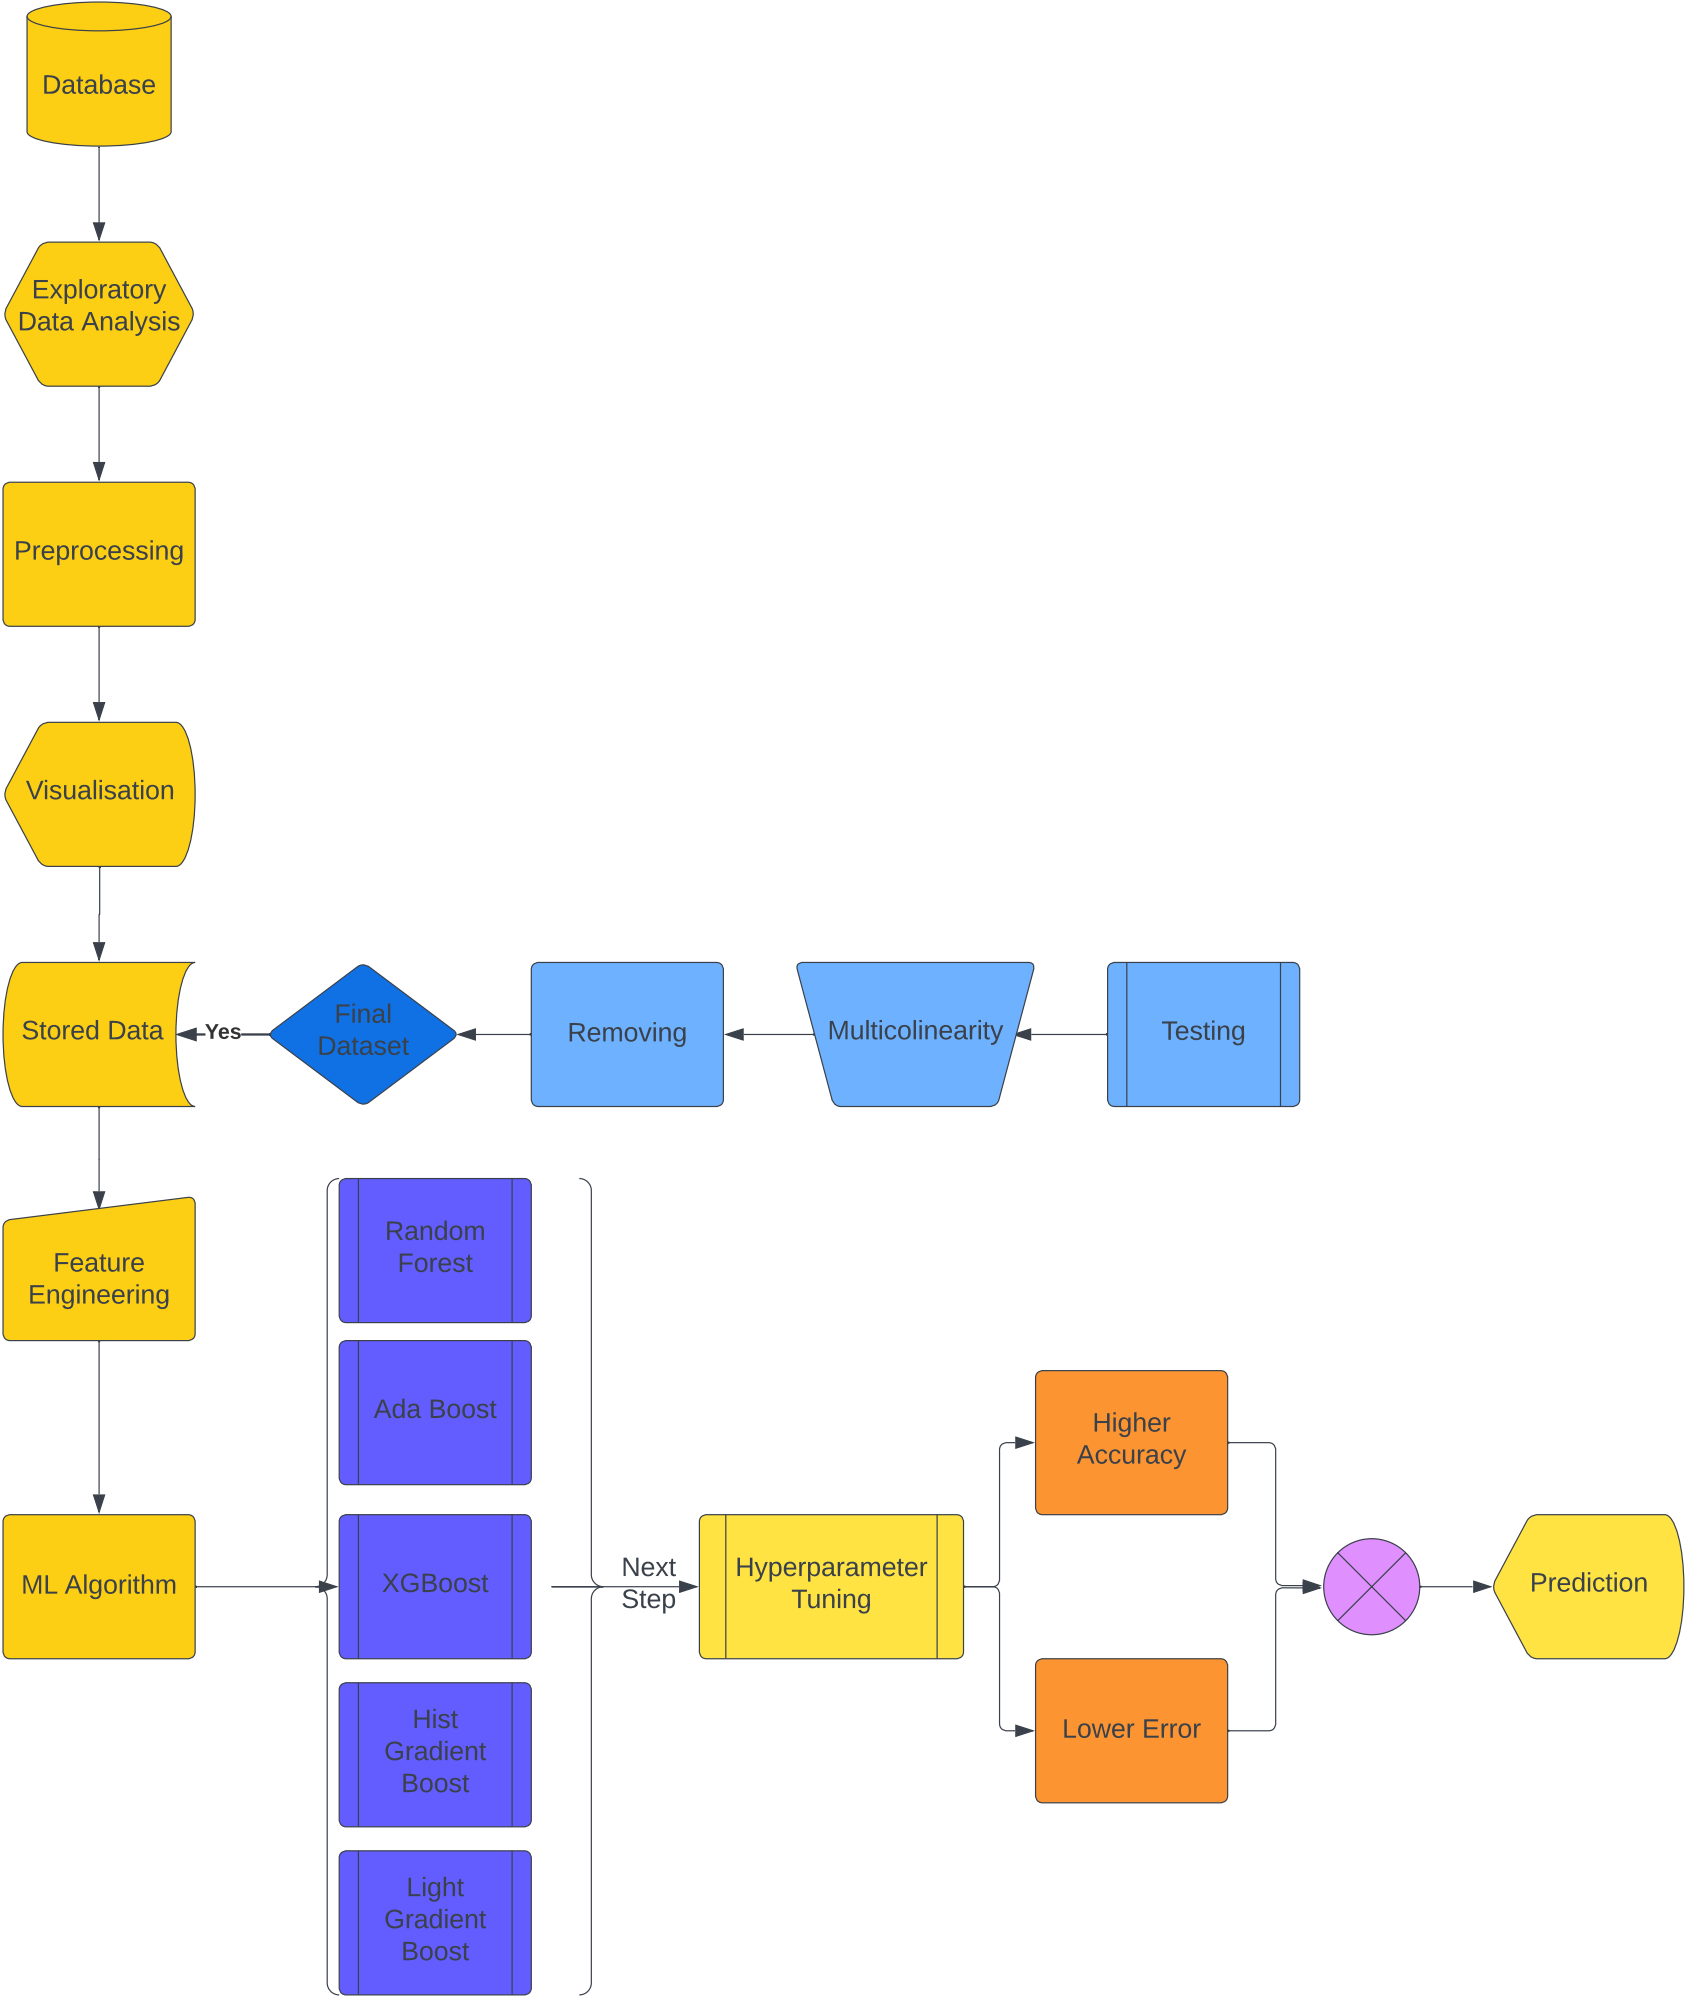 Database
Exploratory
Data Analysis
Preprocessing
Visualisation
Stored Data
Yes
Final
Dataset
Removing
Multicolinearity
Testing
Feature
Engineering
ML Algorithm
Random
Forest
Ada Boost
XGBoost
Hist
Gradient
Boost
Light
Gradient
Boost
Next
Step
Hyperparameter
Tuning
Higher
Accuracy
Lower Error
Prediction